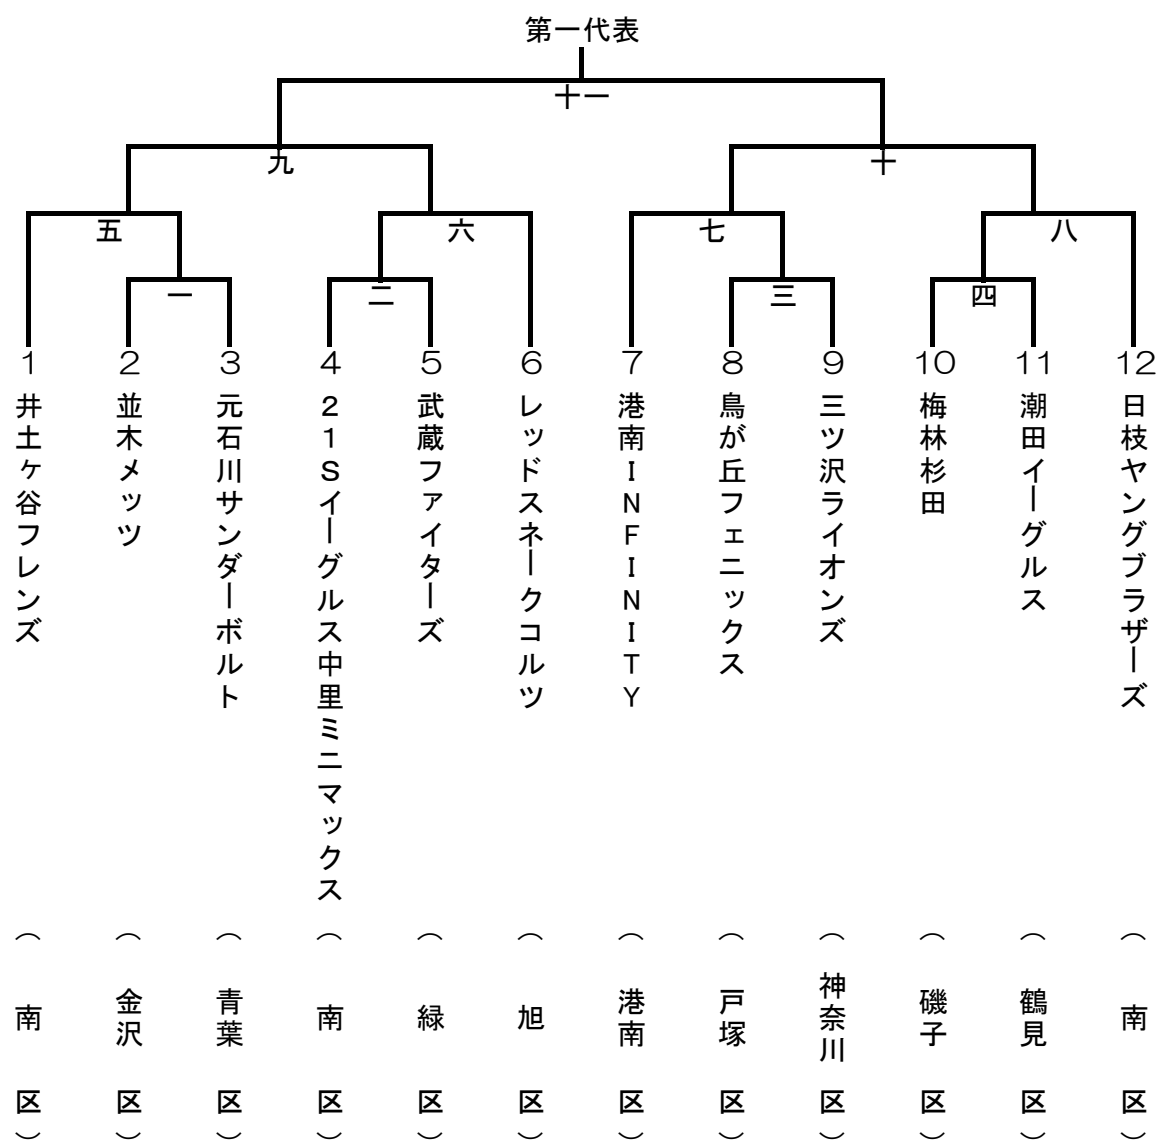 第一代表
十一
九
十
五
六
七
八
一
二
三
四
1
2
3
4
5
6
7
8
9
10
11
12
井土ヶ谷フレンズ
並木メッツ
元石川サンダーボルト
21Sイーグルス中里ミニマックス
武蔵ファイターズ
レッドスネークコルツ
港南INFINITY
鳥が丘フェニックス
三ツ沢ライオンズ
梅林杉田
潮田イーグルス
日枝ヤングブラザーズ
（南区）
（金沢区）
（青葉区）
（南区）
（緑区）
（旭区）
（港南区）
（戸塚区）
（神奈川区）
（磯子区）
（鶴見区）
（南区）